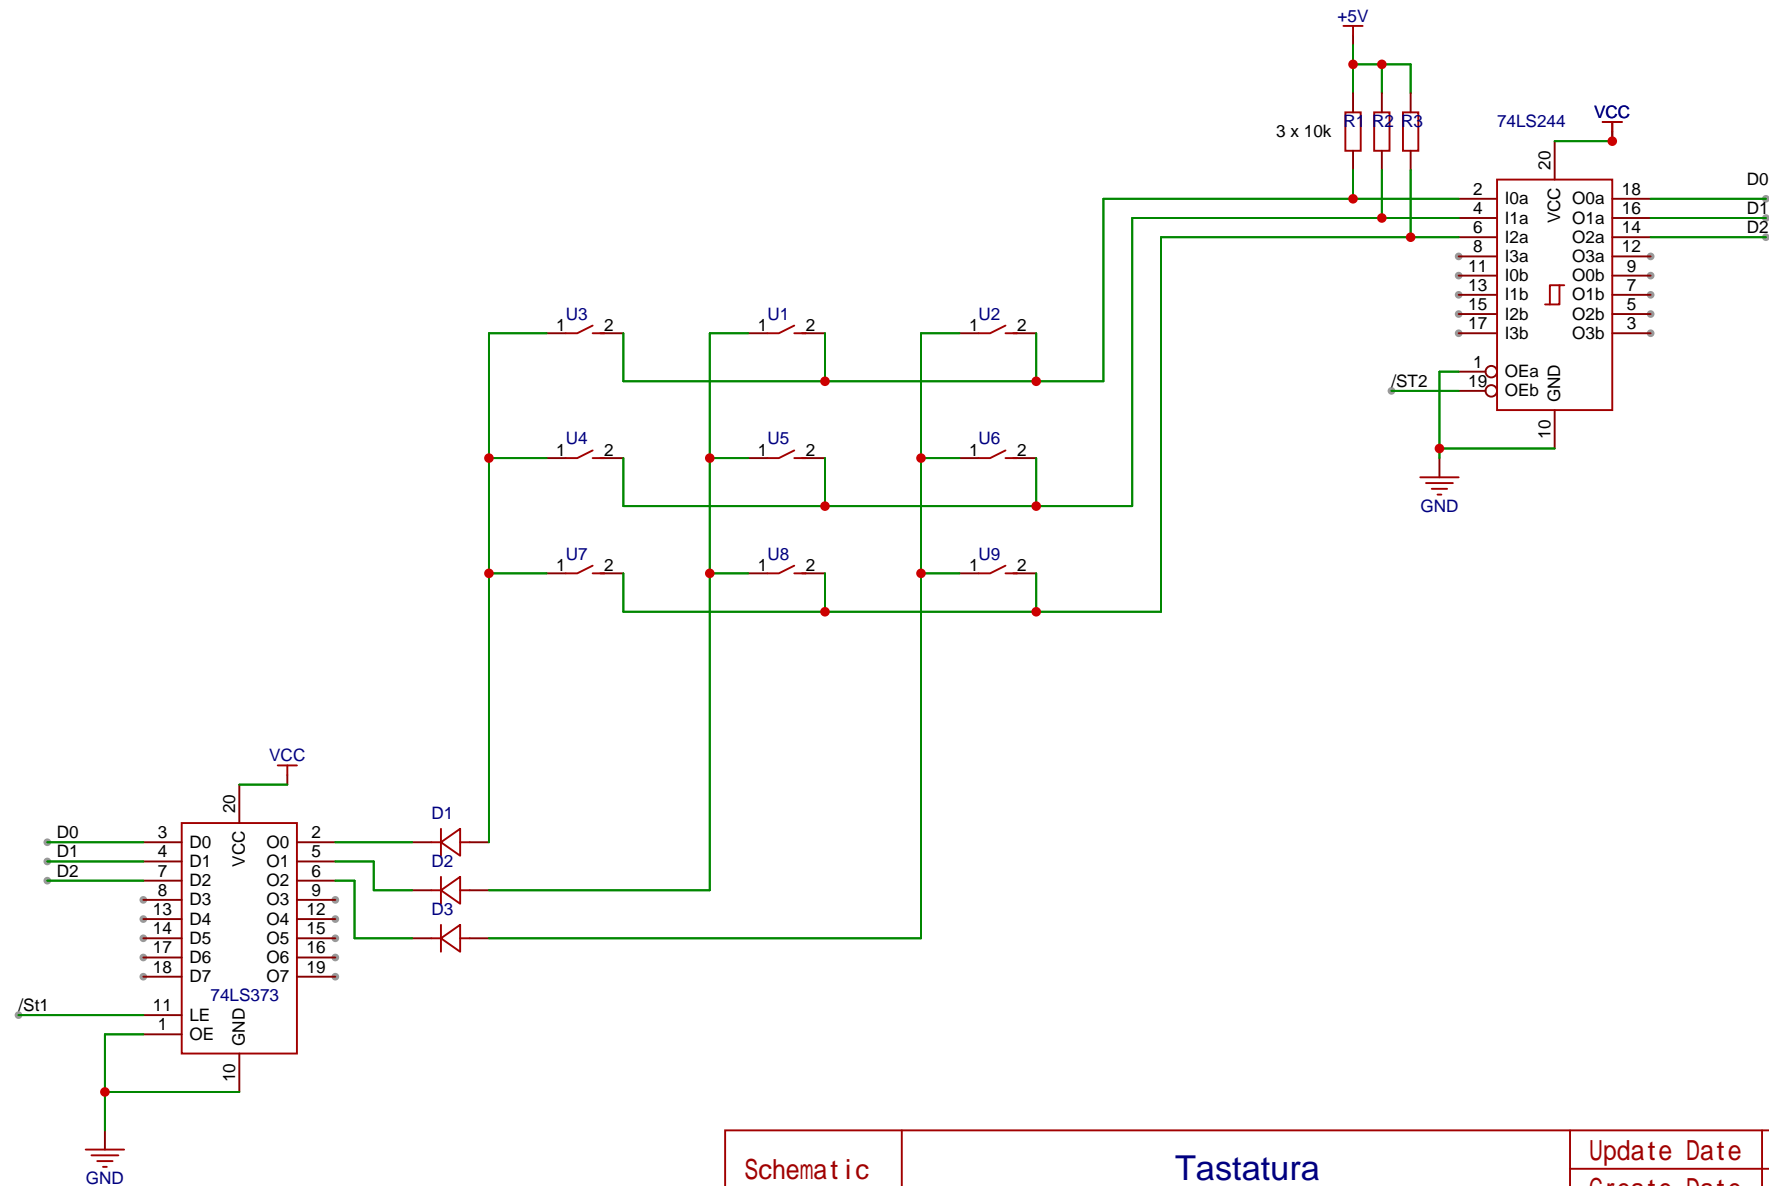 +5V
3 x 10k
R1 R2 R3
74LS244
VCC
20
VCC
GND
2 I0a O0a 18 D0
4 I1a O1a 16 D1
6 I2a O2a 14 D2
8 I3a O3a 12
11 I0b O0b 9
13 I1b O1b 7
15 I2b O2b 5
17 I3b O3b 3
1 OEa
/ST2 19 OEb
10
GND
U3 U1 U2
1 2 1 2 1 2
U4 U5 U6
1 2 1 2 1 2
U7 U8 U9
1 2 1 2 1 2
VCC
20
VCC
D0 3 D0 O0 2
D1 4 D1 O1 5
D2 7 D2 O2 6
8 D3 O3 9
13 D4 O4 12
14 D5 O5 15
17 D6 O6 16
18 D7 O7 19
74LS373
/St1 11 LE
1 OE
GND
10
GND
D1
D2
D3
Schematic
Tastatura
Update Date
Create Date